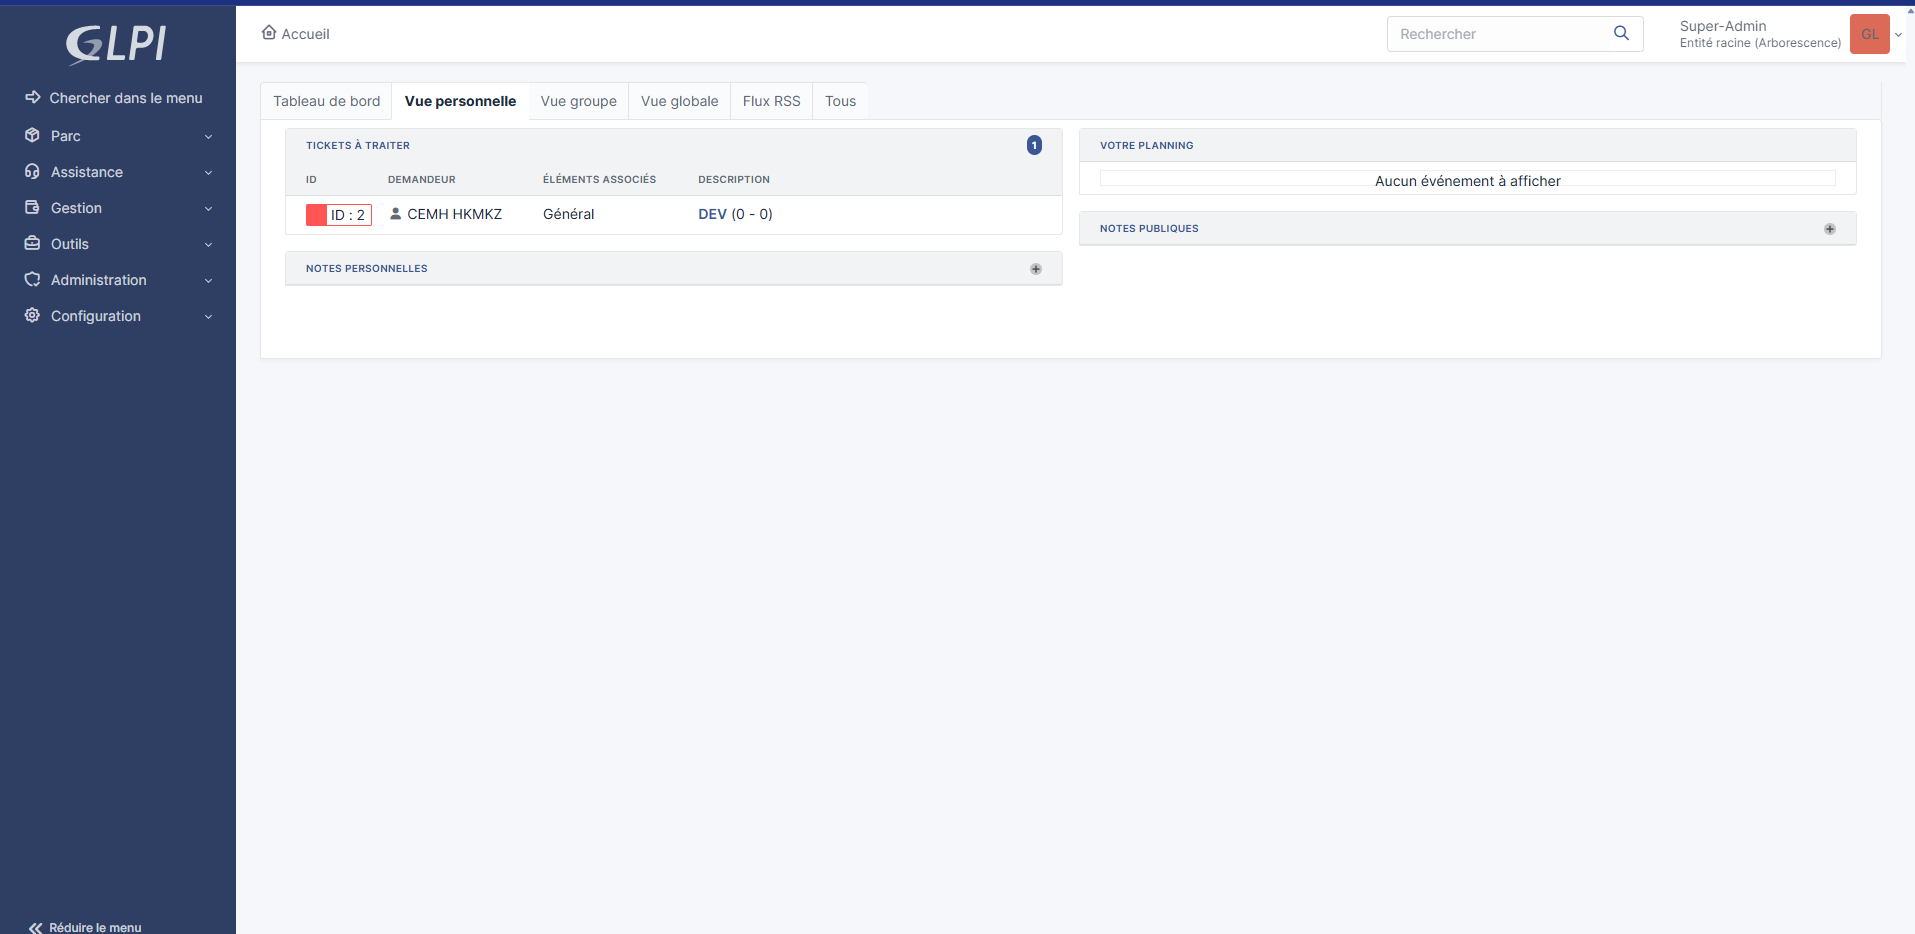 GLPI
Chercher dans le menu
Parc
Assistance
Gestion
Outils
Administration
Configuration
Réduire le menu
Accueil
Rechercher
Super-Admin
Entité racine (Arborescence)
GL
Tableau de bord
Vue personnelle
Vue groupe
Vue globale
Flux RSS
Tous
TICKETS À TRAITER 1
ID DEMANDEUR ÉLÉMENTS ASSOCIÉS DESCRIPTION
ID : 2 CEMH HKMKZ Général DEV (0 - 0)
NOTES PERSONNELLES
VOTRE PLANNING
Aucun événement à afficher
NOTES PUBLIQUES